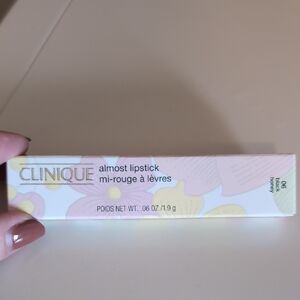 CLINIQUE
almost lipstick
mi-rouge à lèvres
POIDS NET WT. .06 OZ./1.9 g
06
black
honey